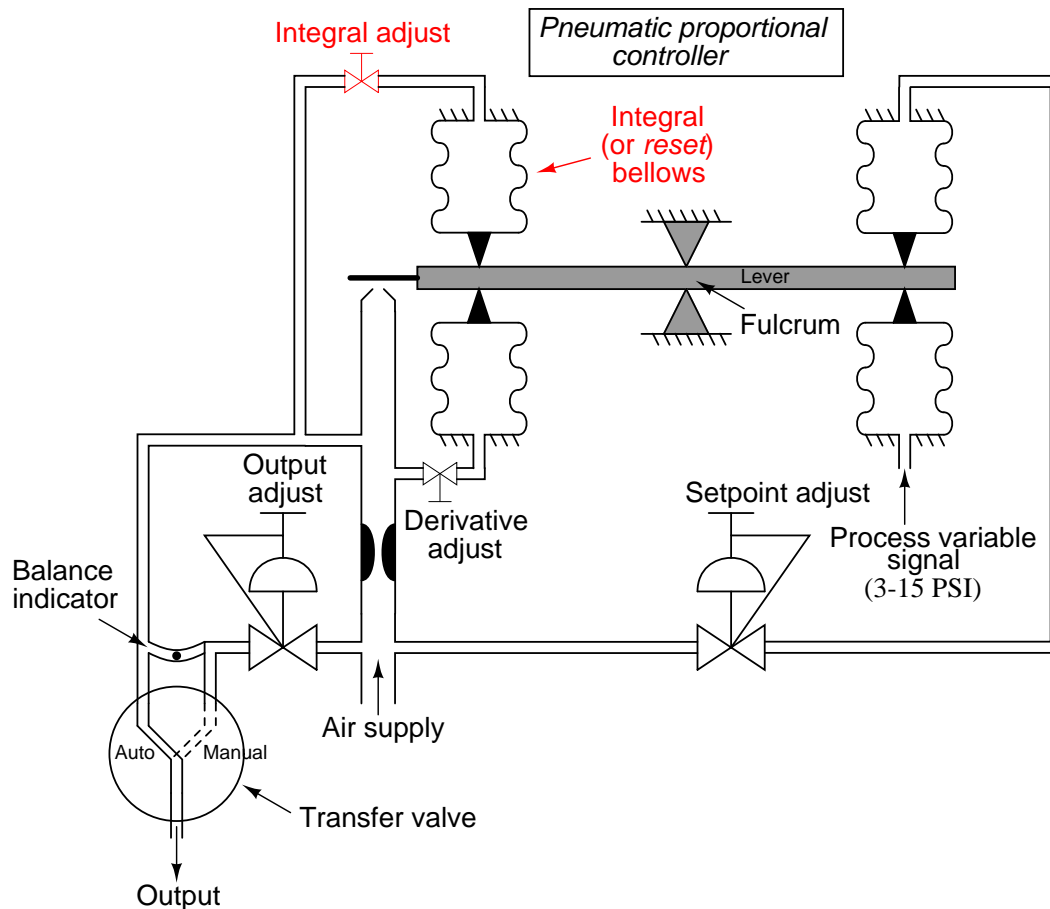 Integral adjust
Pneumatic proportional
controller
Integral
(or reset)
bellows
Lever
Fulcrum
Output
adjust
Setpoint adjust
Derivative
adjust
Process variable
signal
(3-15 PSI)
Balance
indicator
Air supply
Auto
Manual
Transfer valve
Output